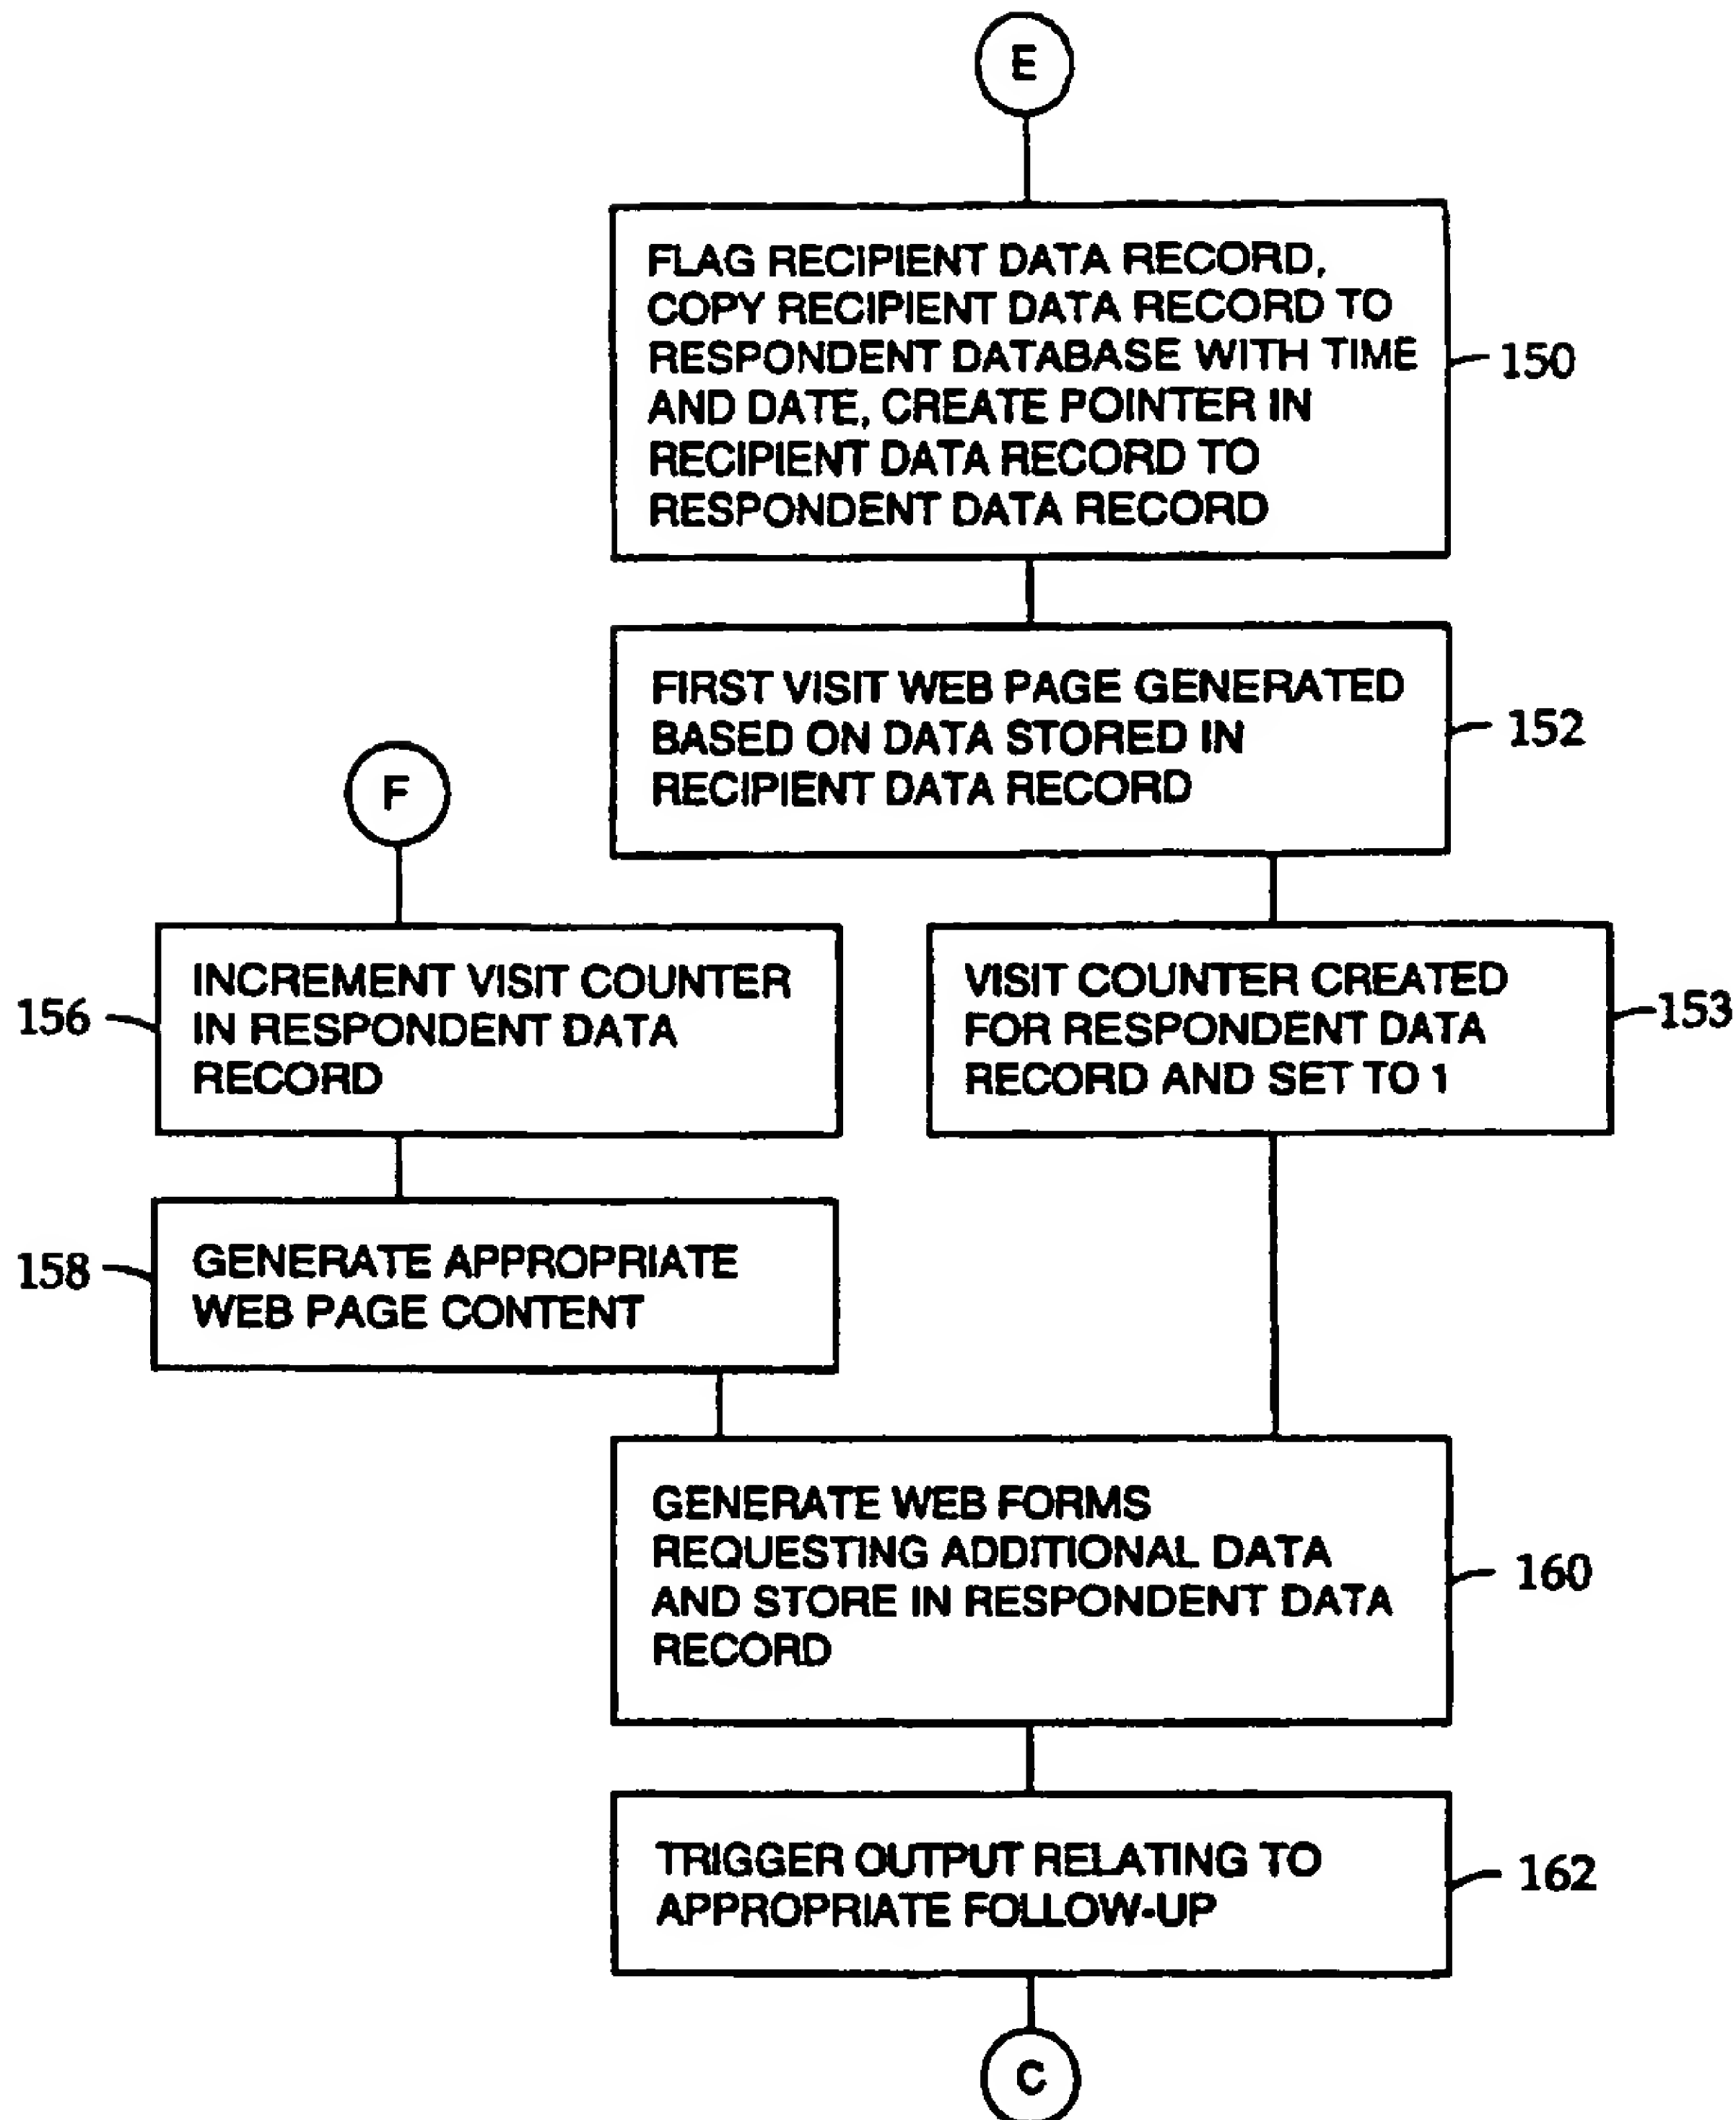 E
FLAG RECIPIENT DATA RECORD,
COPY RECIPIENT DATA RECORD TO
RESPONDENT DATABASE WITH TIME
AND DATE, CREATE POINTER IN
RECIPIENT DATA RECORD TO
RESPONDENT DATA RECORD
150
FIRST VISIT WEB PAGE GENERATED
BASED ON DATA STORED IN
RECIPIENT DATA RECORD
152
F
156
INCREMENT VISIT COUNTER
IN RESPONDENT DATA
RECORD
VISIT COUNTER CREATED
FOR RESPONDENT DATA
RECORD AND SET TO 1
153
158
GENERATE APPROPRIATE
WEB PAGE CONTENT
GENERATE WEB FORMS
REQUESTING ADDITIONAL DATA
AND STORE IN RESPONDENT DATA
RECORD
160
TRIGGER OUTPUT RELATING TO
APPROPRIATE FOLLOW-UP
162
C